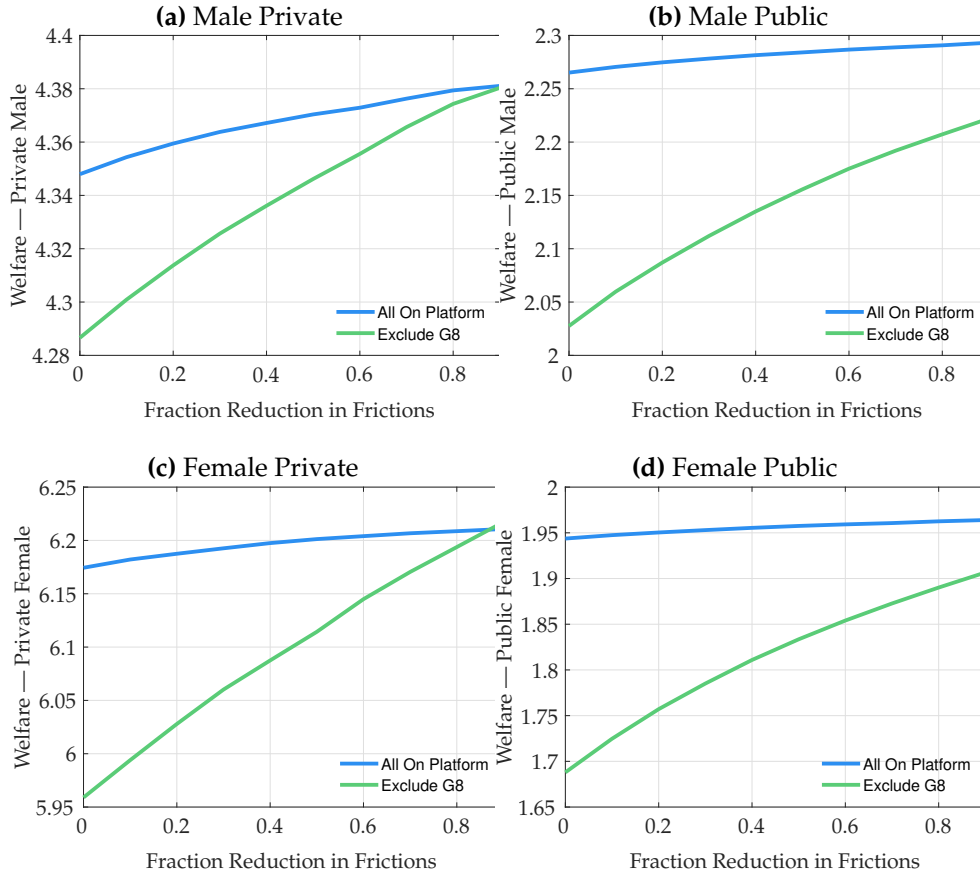 (a) Male Private
Welfare — Private Male
4.4
4.38
4.36
4.34
4.32
4.3
4.28
0 0.2 0.4 0.6 0.8
All On Platform
Exclude G8
Fraction Reduction in Frictions
(b) Male Public
Welfare — Public Male
2.3
2.25
2.2
2.15
2.1
2.05
2
0 0.2 0.4 0.6 0.8
All On Platform
Exclude G8
Fraction Reduction in Frictions
(c) Female Private
Welfare — Private Female
6.25
6.2
6.15
6.1
6.05
6
5.95
0 0.2 0.4 0.6 0.8
All On Platform
Exclude G8
Fraction Reduction in Frictions
(d) Female Public
Welfare — Public Female
2
1.95
1.9
1.85
1.8
1.75
1.7
1.65
0 0.2 0.4 0.6 0.8
All On Platform
Exclude G8
Fraction Reduction in Frictions